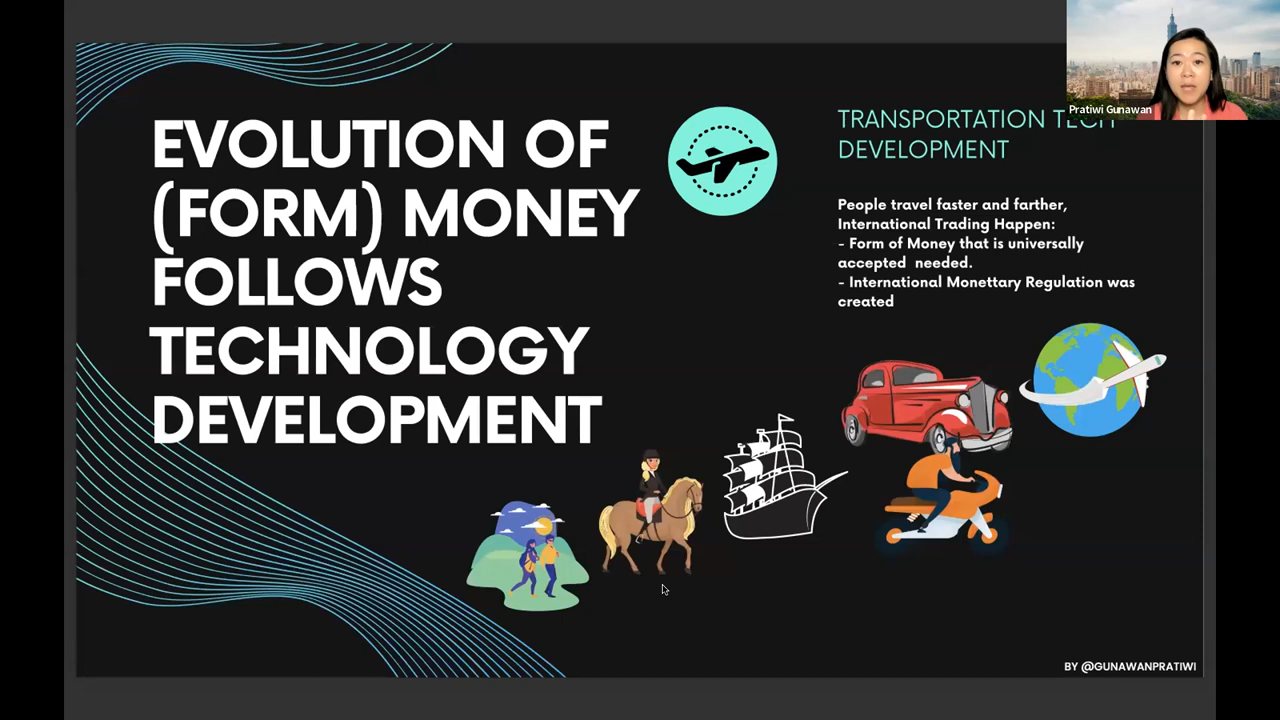 EVOLUTION OF
(FORM) MONEY
FOLLOWS
TECHNOLOGY
DEVELOPMENT
TRANSPORTATION TECH
DEVELOPMENT
People travel faster and farther,
International Trading Happen:
- Form of Money that is universally
accepted needed.
- International Monettary Regulation was
created
Pratiwi Gunawan
BY @GUNAWANPRATIWI